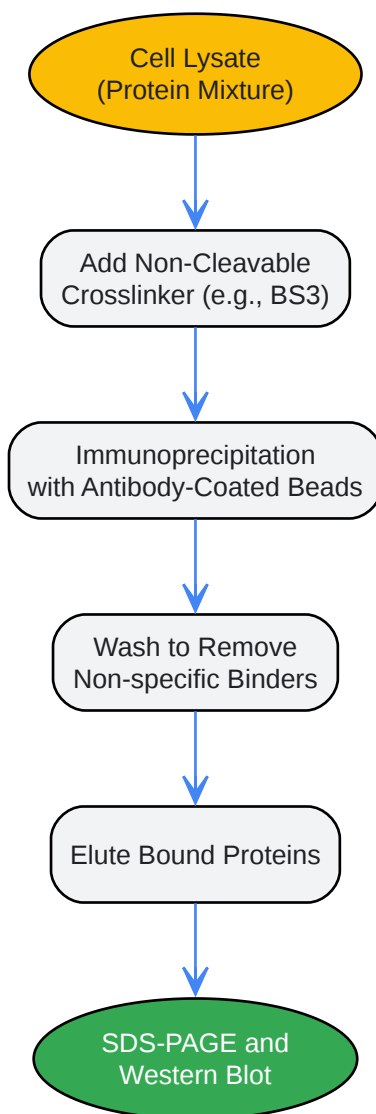 Cell Lysate
(Protein Mixture)
Add Non-Cleavable
Crosslinker (e.g., BS3)
Immunoprecipitation
with Antibody-Coated Beads
Wash to Remove
Non-specific Binders
Elute Bound Proteins
SDS-PAGE and
Western Blot